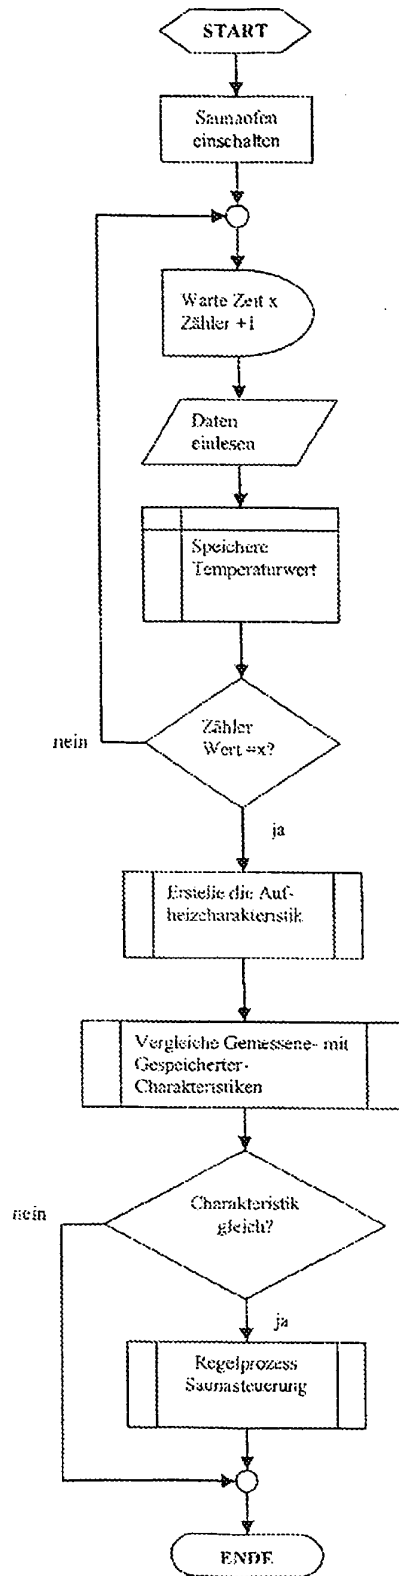 START
Saunaofen
einschalten
Warte Zeit x
Zähler +1
Daten
einlesen
Speichere
Temperaturwert
Zähler
Wert =x?
nein
ja
Erstelle die Auf-
heizcharakteristik
Vergleiche Gemessene- mit
Gespeicherter-
Charakteristiken
Charakteristik
gleich?
nein
ja
Regelprozess
Saunasteuerung
ENDE